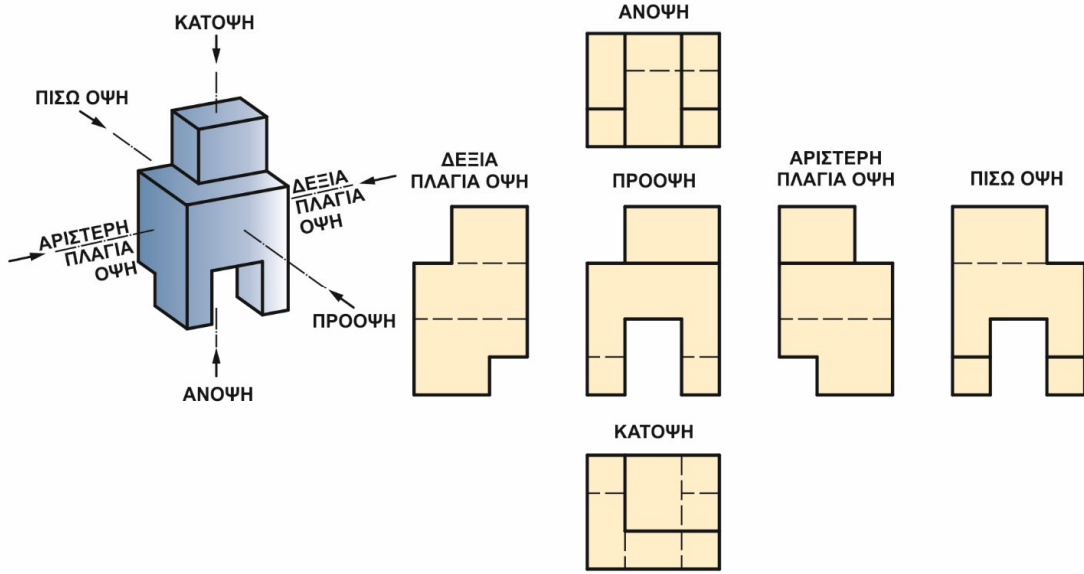 ΚΑΤΟΨΗ
ΠΙΣΩ ΟΨΗ
ΔΕΞΙΑ
ΠΛΑΓΙΑ
ΟΨΗ
ΑΡΙΣΤΕΡΗ
ΠΛΑΓΙΑ
ΟΨΗ
ΠΡΟΟΨΗ
ΑΝΟΨΗ
ΑΝΟΨΗ
ΔΕΞΙΑ
ΠΛΑΓΙΑ ΟΨΗ
ΠΡΟΟΨΗ
ΑΡΙΣΤΕΡΗ
ΠΛΑΓΙΑ ΟΨΗ
ΠΙΣΩ ΟΨΗ
ΚΑΤΟΨΗ